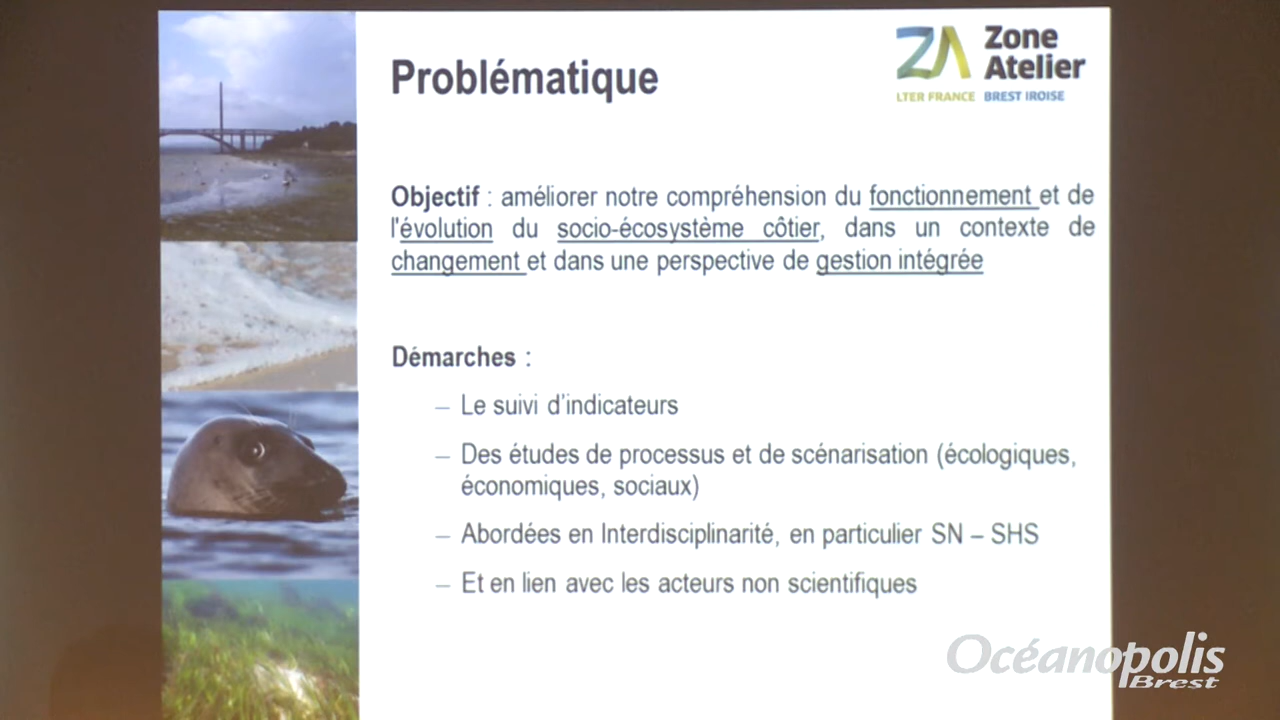 Problématique
Zone
Atelier
LTER FRANCE BREST IROISE
Objectif : améliorer notre compréhension du fonctionnement et de
l'évolution du socio-écosystème côtier, dans un contexte de
changement et dans une perspective de gestion intégrée
Démarches :
– Le suivi d'indicateurs
– Des études de processus et de scénarisation (écologiques,
économiques, sociaux)
– Abordées en Interdisciplinarité, en particulier SN – SHS
– Et en lien avec les acteurs non scientifiques
Océanopolis
Brest